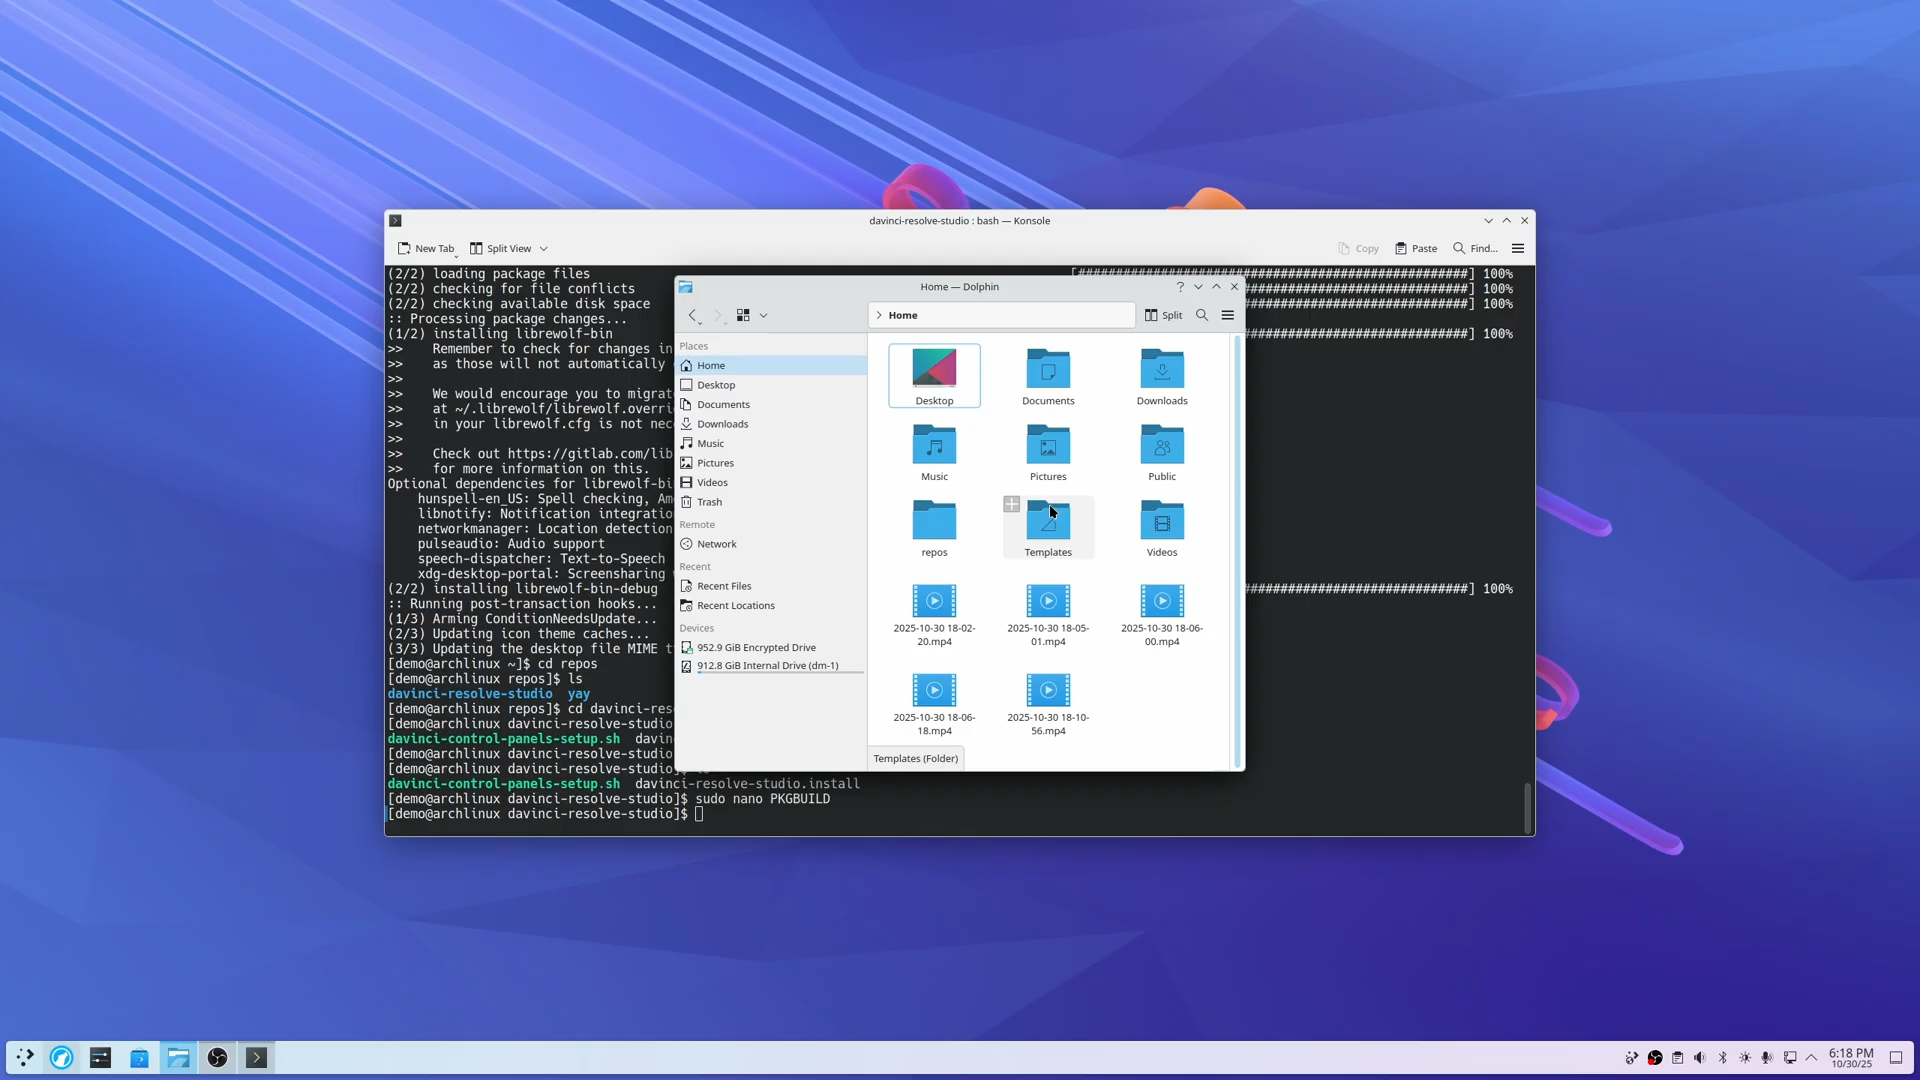 davinci-resolve-studio : bash — Konsole
New Tab
Split View
Copy
Paste
Find...
(2/2) loading package files
[####################################################] 100%
(2/2) checking for file conflicts
####] 100%
(2/2) checking available disk space
####] 100%
:: Processing package changes...
(1/2) installing librewolf-bin
####] 100%
>> Remember to check for changes in
>> as those will not automatically
>>
>> We would encourage you to migrat
>> at ~/.librewolf/librewolf.overri
>> in your librewolf.cfg is not nec
>>
>> Check out https://gitlab.com/lib
>> for more information on this.
Optional dependencies for librewolf-bi
hunspell-en_US: Spell checking, Am
libnotify: Notification integratio
networkmanager: Location detection
pulseaudio: Audio support
speech-dispatcher: Text-to-Speech
xdg-desktop-portal: Screensharing
(2/2) installing librewolf-bin-debug
####] 100%
:: Running post-transaction hooks...
(1/3) Arming ConditionNeedsUpdate...
(2/3) Updating icon theme caches...
(3/3) Updating the desktop file MIME t
[demo@archlinux ~]$ cd repos
[demo@archlinux repos]$ ls
davinci-resolve-studio yay
[demo@archlinux repos]$ cd davinci-res
[demo@archlinux davinci-resolve-studio
davinci-control-panels-setup.sh davin
[demo@archlinux davinci-resolve-studio
[demo@archlinux davinci-resolve-studio
davinci-control-panels-setup.sh davinci-resolve-studio.install
[demo@archlinux davinci-resolve-studio]$ sudo nano PKGBUILD
[demo@archlinux davinci-resolve-studio]$
Home — Dolphin
Home
Split
Places
Home
Desktop
Documents
Downloads
Music
Pictures
Videos
Trash
Remote
Network
Recent
Recent Files
Recent Locations
Devices
952.9 GiB Encrypted Drive
912.8 GiB Internal Drive (dm-1)
Desktop
Documents
Downloads
Music
Pictures
Public
repos
Templates
Videos
2025-10-30 18-02-
20.mp4
2025-10-30 18-05-
01.mp4
2025-10-30 18-06-
00.mp4
2025-10-30 18-06-
18.mp4
2025-10-30 18-10-
56.mp4
Templates (Folder)
6:18 PM
10/30/25